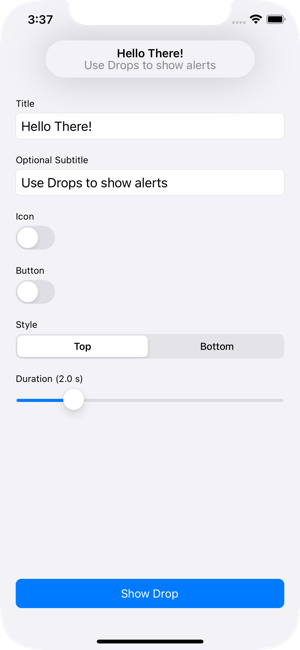 3:37
Hello There!
Use Drops to show alerts
Title
Hello There!
Optional Subtitle
Use Drops to show alerts
Icon
Button
Style
Top
Bottom
Duration (2.0 s)
Show Drop